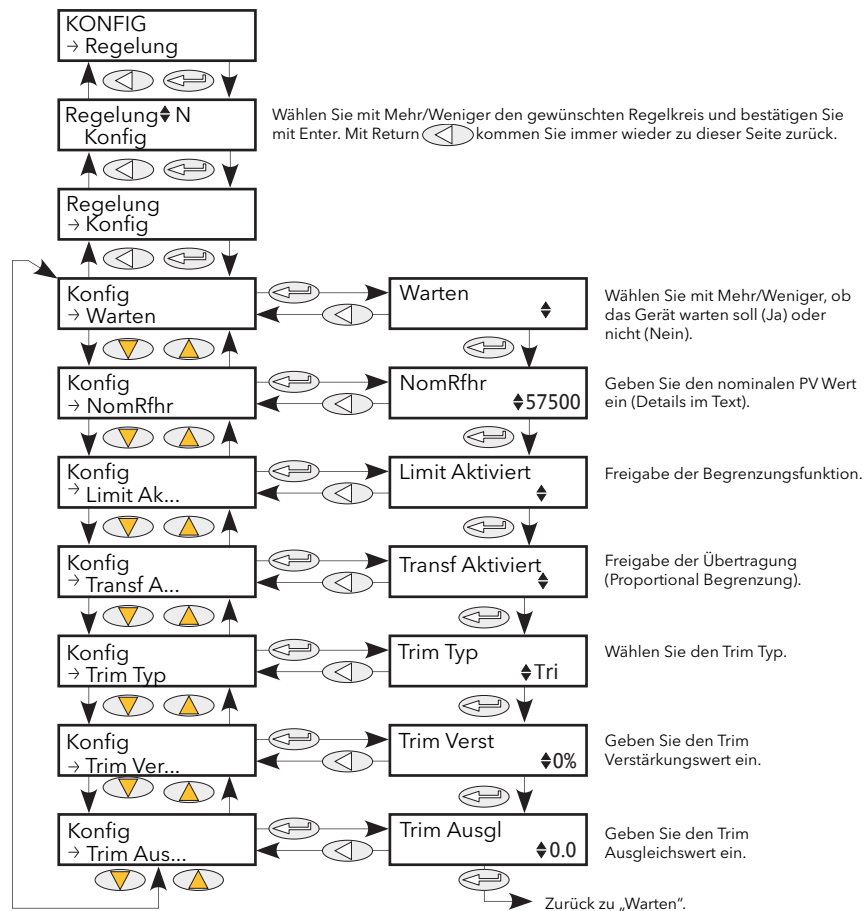 KONFIG
→ Regelung
Regelung N
Konfig
Wählen Sie mit Mehr/Weniger den gewünschten Regelkreis und bestätigen Sie
mit Enter. Mit Return kommen Sie immer wieder zu dieser Seite zurück.
Regelung
→ Konfig
Konfig
→ Warten
Warten
Wählen Sie mit Mehr/Weniger, ob
das Gerät warten soll (Ja) oder
nicht (Nein).
Konfig
→ NomRfhr
NomRfhr
57500
Geben Sie den nominalen PV Wert
ein (Details im Text).
Konfig
→ Limit Ak...
Limit Aktiviert
Freigabe der Begrenzungsfunktion.
Konfig
→ Transf A...
Transf Aktiviert
Freigabe der Übertragung
(Proportional Begrenzung).
Konfig
→ Trim Typ
Trim Typ
Tri
Wählen Sie den Trim Typ.
Konfig
→ Trim Ver...
Trim Verst
0%
Geben Sie den Trim
Verstärkungswert ein.
Konfig
→ Trim Aus...
Trim Ausgl
0.0
Geben Sie den Trim
Ausgleichswert ein.
Zurück zu „Warten".